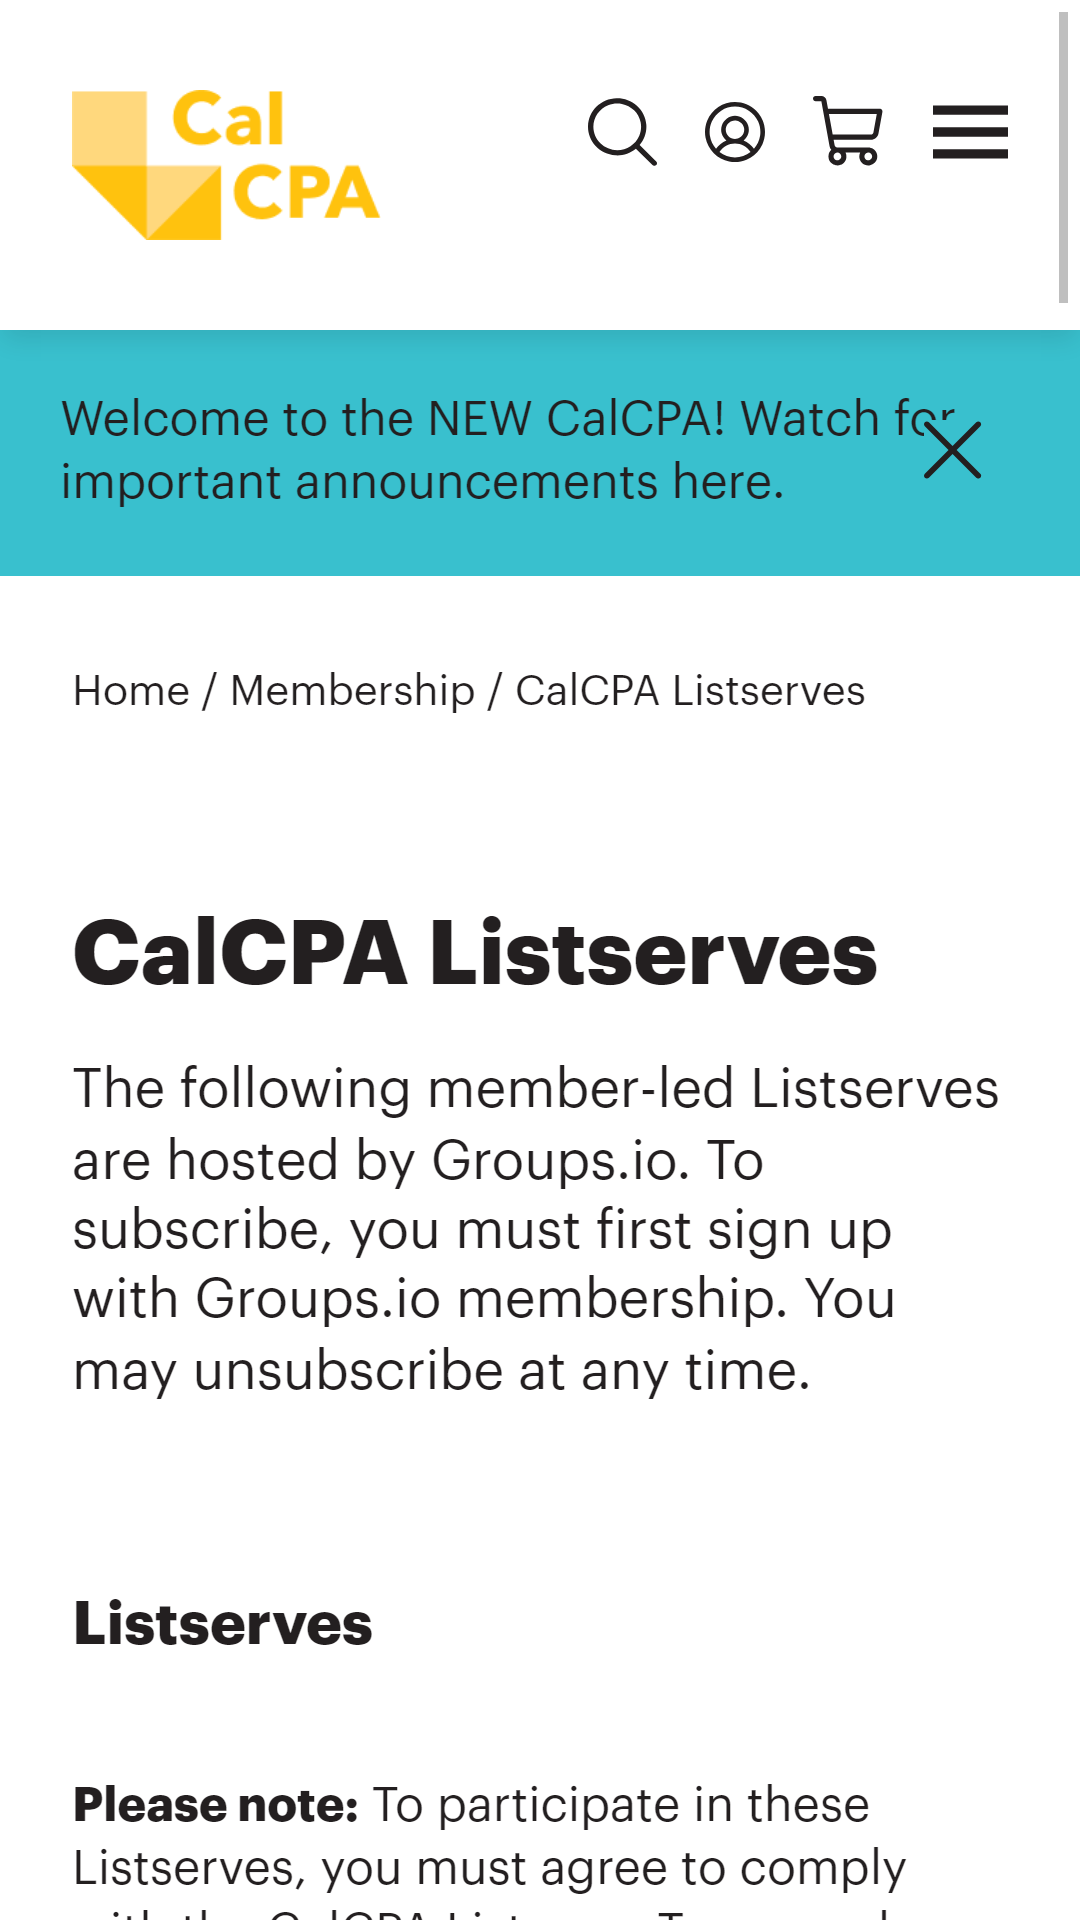 Cal
CPA
Welcome to the NEW CalCPA! Watch for
important announcements here.
Home / Membership / CalCPA Listserves
CalCPA Listserves
The following member-led Listserves
are hosted by Groups.io. To
subscribe, you must first sign up
with Groups.io membership. You
may unsubscribe at any time.
Listserves
Please note: To participate in these
Listserves, you must agree to comply